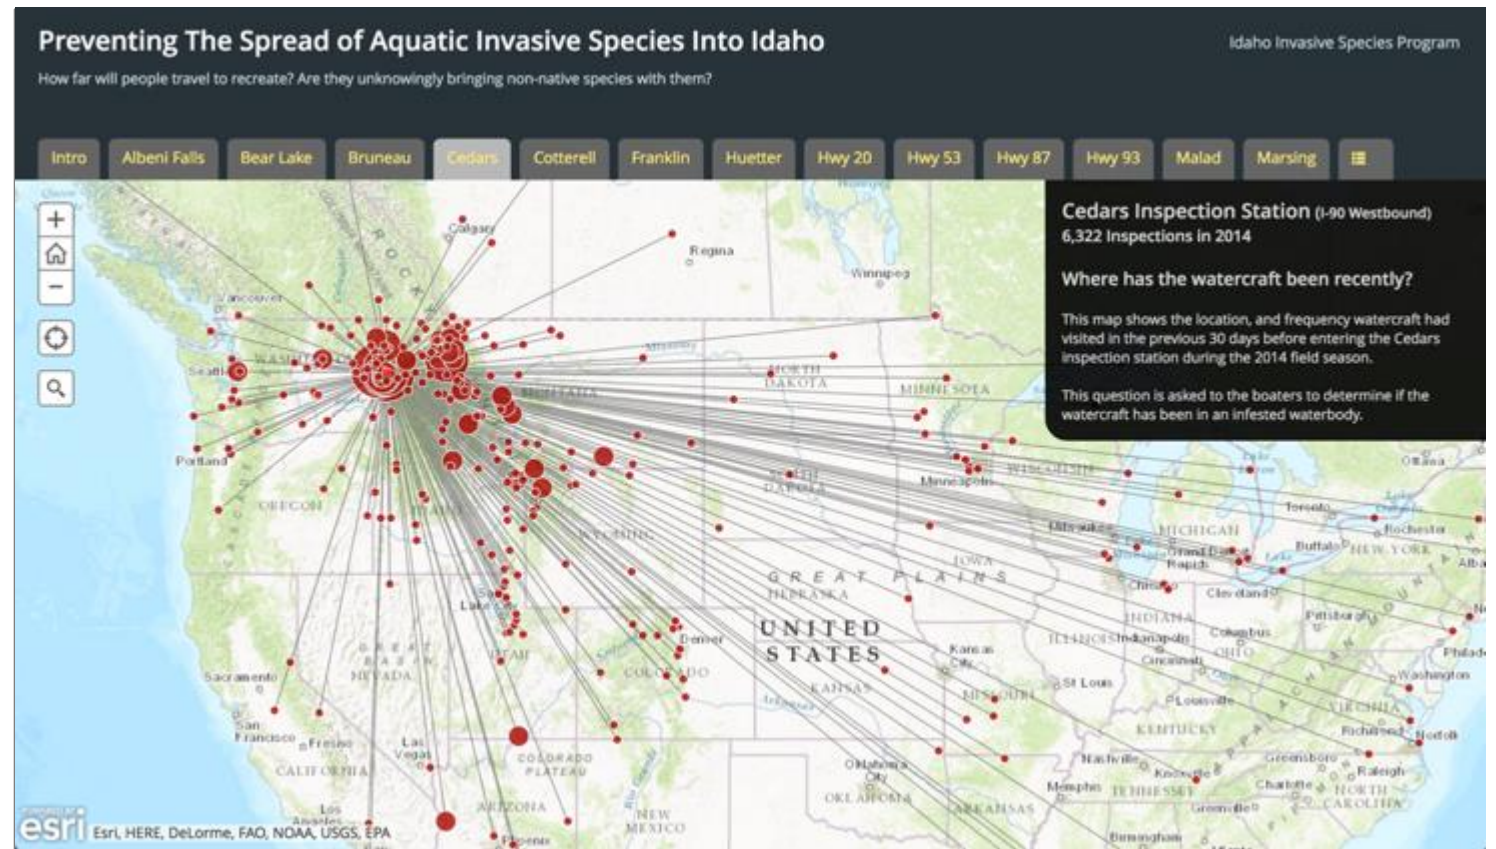 Preventing The Spread of Aquatic Invasive Species Into Idaho
Idaho Invasive Species Program
How far will people travel to recreate? Are they unknowingly bringing non-native species with them?
Intro
Albeni Falls
Bear Lake
Bruneau
Cedars
Cotterell
Franklin
Huetter
Hwy 20
Hwy 53
Hwy 87
Hwy 93
Malad
Marsing
Cedars Inspection Station (I-90 Westbound)
6,322 Inspections in 2014
Where has the watercraft been recently?
This map shows the location, and frequency watercraft had
visited in the previous 30 days before entering the Cedars
inspection station during the 2014 field season.
This question is asked to the boaters to determine if the
watercraft has been in an infested waterbody.
Calgary
Regina
Winnipeg
Vancouver
Missouri
NORTH
DAKOTA
MINNESOTA
MONTANA
Seattle
Portland
OREGON
WYOMING
Minneapolis
WISCONSIN
Ottawa
Toronto
Rochester
MICHIGAN
Grand
Rapids
Buffalo
NEW YORK
IOWA
GREAT PLAINS
NEBRASKA
Cleveland
Pittsburgh
INDIANA
ILLINOIS
Indianapolis
Columbus
OHIO
Cincinnati
UNITED
STATES
Denver
COLORADO
UTAH
GREAT
BASIN
NEVADA
Sacramento
San
Francisco
Fresno
Las
Vegas
CALIFORNIA
COLORADO
PLATEAU
ARIZONA
NEW
MEXICO
Phoenix
Los
Angeles
Kansas
City
KANSAS
MISSOURI
St Louis
Louisville
KENTUCKY
Washington
VIRGINIA
Richmond
Norfolk
Nashville
Knoxville
Greensboro
Raleigh
Charlotte
NORTH
CAROLINA
Memphis
TENNESSEE
Greenville
Oklahoma
City
OKLAHOMA
ARKANSAS
Birmingham
esri
Esri, HERE, DeLorme, FAO, NOAA, USGS, EPA